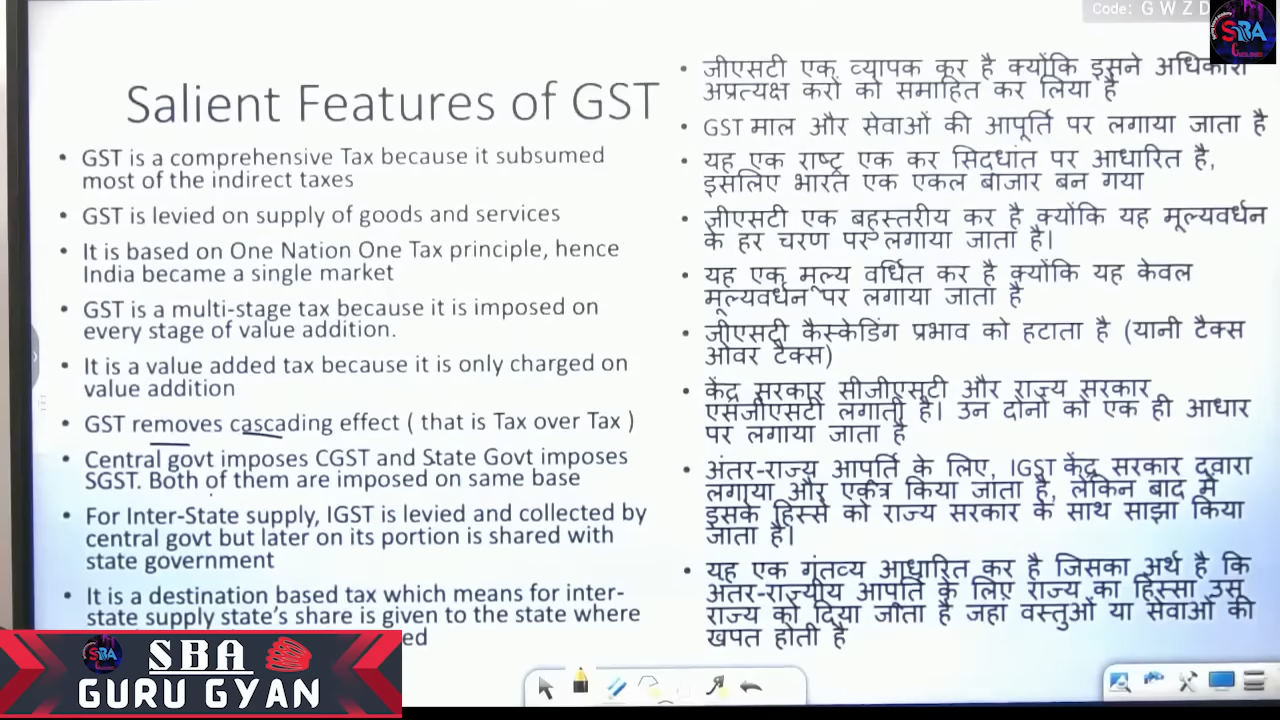 Code: G W Z D
SBA
Salient Features of GST
• GST is a comprehensive Tax because it subsumed
most of the indirect taxes
• GST is levied on supply of goods and services
• It is based on One Nation One Tax principle, hence
India became a single market
• GST is a multi-stage tax because it is imposed on
every stage of value addition.
• It is a value added tax because it is only charged on
value addition
• GST removes cascading effect ( that is Tax over Tax )
• Central govt imposes CGST and State Govt imposes
SGST. Both of them are imposed on same base
• For Inter-State supply, IGST is levied and collected by
central govt but later on its portion is shared with
state government
• It is a destination based tax which means for inter-
state supply state's share is given to the state where
ed
• जीएसटी एक व्यापक कर है क्योंकि इसने अधिकांश
अप्रत्यक्ष करों को समाहित कर लिया है
• GST माल और सेवाओं की आपूर्ति पर लगाया जाता है
• यह एक राष्ट्र एक कर सिद्धांत पर आधारित है,
इसलिए भारत एक एकल बाजार बन गया
• जीएसटी एक बहुस्तरीय कर है क्योंकि यह मूल्यवर्धन
के हर चरण पर लगाया जाता है।
• यह एक मूल्य वर्धित कर है क्योंकि यह केवल
मूल्यवर्धन पर लगाया जाता है
• जीएसटी कैस्केडिंग प्रभाव को हटाता है (यानी टैक्स
ओवर टैक्स)
• केंद्र सरकार सीजीएसटी और राज्य सरकार
एसजीएसटी लगाती है। उन दोनों को एक ही आधार
पर लगाया जाता है
• अंतर-राज्य आपूर्ति के लिए, IGST केंद्र सरकार द्वारा
लगाया और एकत्र किया जाता है, लेकिन बाद में
इसके हिस्से को राज्य सरकार के साथ साझा किया
जाता है।
• यह एक गंतव्य आधारित कर है जिसका अर्थ है कि
अंतर-राज्यीय आपूर्ति के लिए राज्य का हिस्सा उस
राज्य को दिया जाता है जहां वस्तुओं या सेवाओं की
खपत होती है
SBA
SBA
GURU GYAN